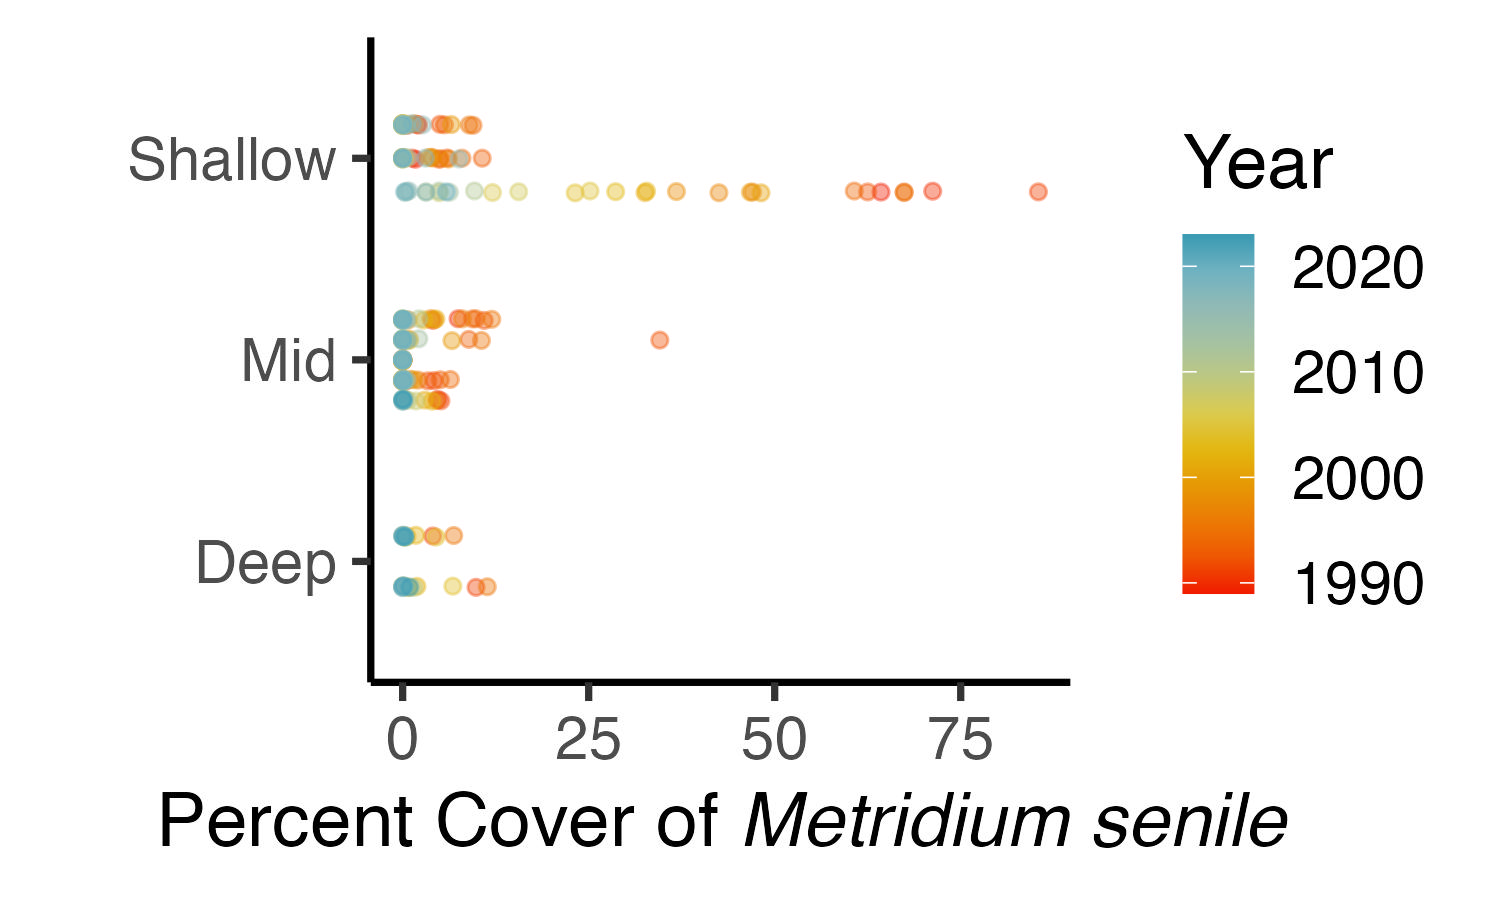 Shallow
Mid
Deep
0 25 50 75
Percent Cover of Metridium senile
Year
2020
2010
2000
1990